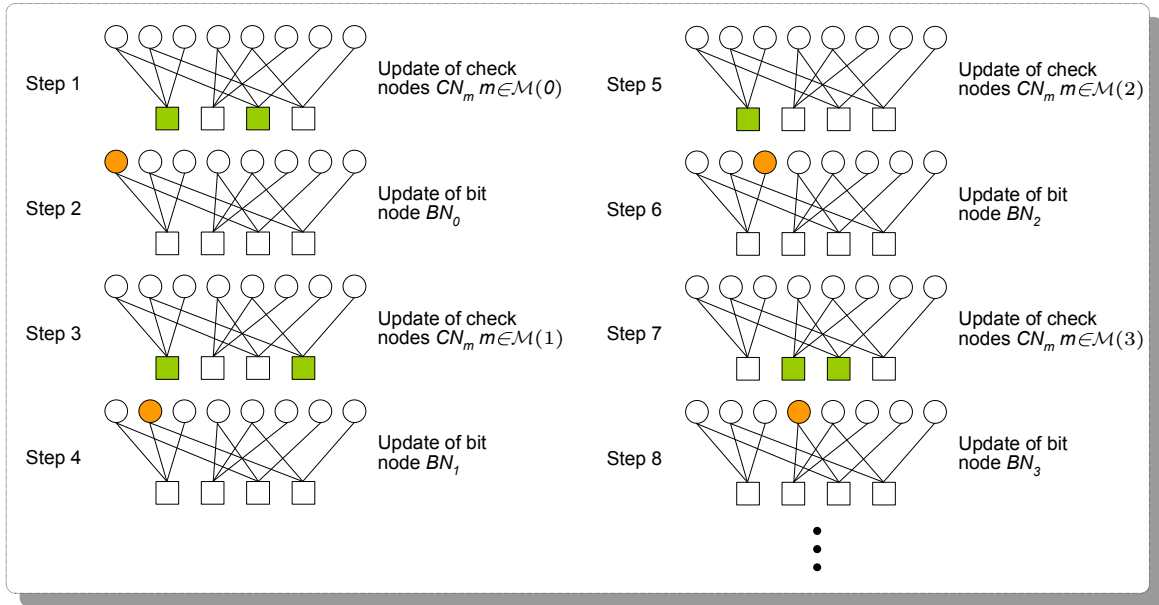 Step 1
Update of check
nodes CNₘ m∈ℳ(0)
Step 2
Update of bit
node BN₀
Step 3
Update of check
nodes CNₘ m∈ℳ(1)
Step 4
Update of bit
node BN₁
Step 5
Update of check
nodes CNₘ m∈ℳ(2)
Step 6
Update of bit
node BN₂
Step 7
Update of check
nodes CNₘ m∈ℳ(3)
Step 8
Update of bit
node BN₃